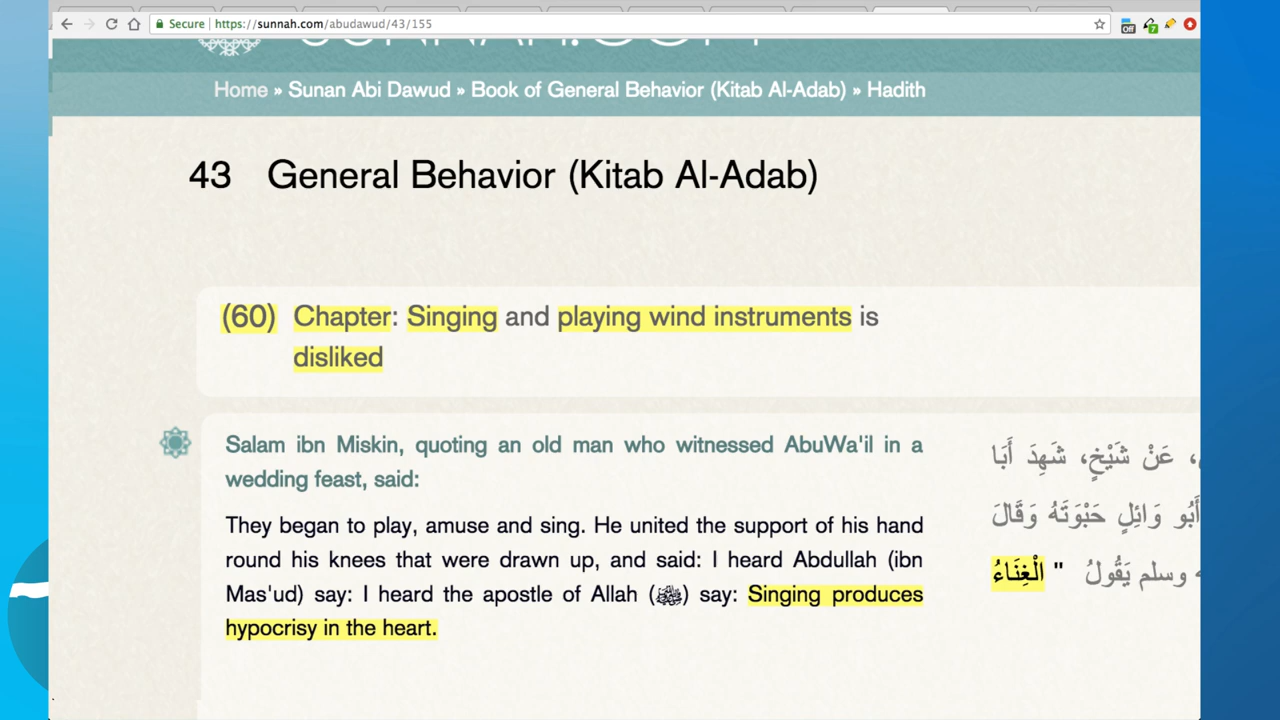 Secure https://sunnah.com/abudawud/43/155
Off 7
Home » Sunan Abi Dawud » Book of General Behavior (Kitab Al-Adab) » Hadith
43 General Behavior (Kitab Al-Adab)
(60) Chapter: Singing and playing wind instruments is
disliked
Salam ibn Miskin, quoting an old man who witnessed AbuWa'il in a
wedding feast, said:
عَنْ شَيْخٍ، شَهِدَ أَبَا
They began to play, amuse and sing. He united the support of his hand
أَبُو وَائِلٍ حَبْوَتَهُ وَقَالَ
round his knees that were drawn up, and said: I heard Abdullah (ibn
وسلم يَقُولُ " الْغِنَاءُ
Mas'ud) say: I heard the apostle of Allah (ﷺ) say: Singing produces
hypocrisy in the heart.